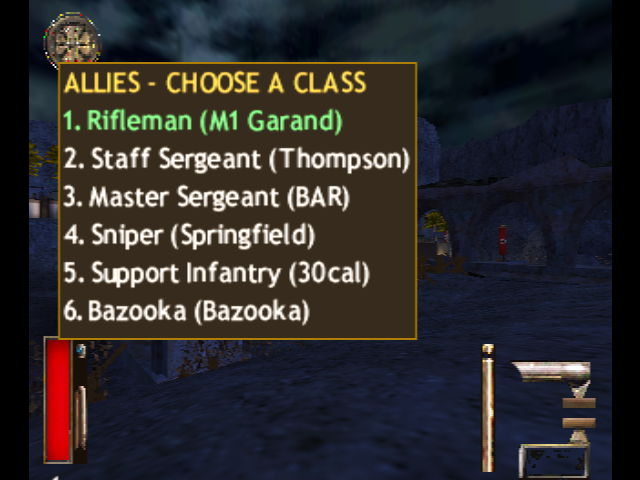 ALLIES - CHOOSE A CLASS
1. Rifleman (M1 Garand)
2. Staff Sergeant (Thompson)
3. Master Sergeant (BAR)
4. Sniper (Springfield)
5. Support Infantry (30cal)
6. Bazooka (Bazooka)